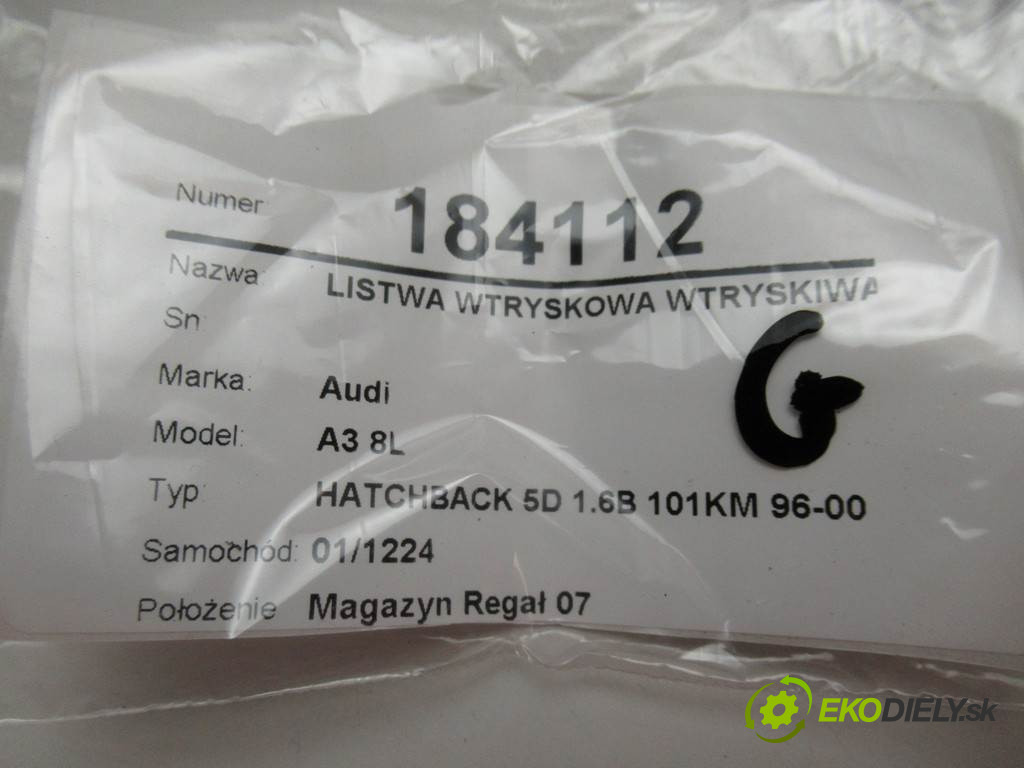 Numer 184112
Nazwa: LISTWA WTRYSKOWA WTRYSKIWA
Sn
Marka: Audi
Model: A3 8L
Typ HATCHBACK 5D 1.6B 101KM 96-00
Samochód: 01/1224
Położenie Magazyn Regał 07
G
EKODIELY.sk